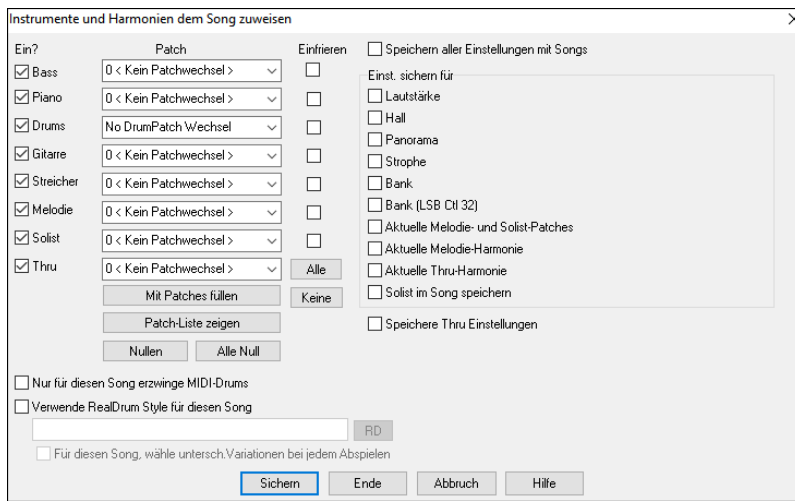 Instrumente und Harmonien dem Song zuweisen
Ein? Patch Einfrieren
Bass 0 < Kein Patchwechsel >
Piano 0 < Kein Patchwechsel >
Drums No DrumPatch Wechsel
Gitarre 0 < Kein Patchwechsel >
Streicher 0 < Kein Patchwechsel >
Melodie 0 < Kein Patchwechsel >
Solist 0 < Kein Patchwechsel >
Thru 0 < Kein Patchwechsel > Alle
Mit Patches füllen Keine
Patch-Liste zeigen
Nullen Alle Null
Speichern aller Einstellungen mit Songs
Einst. sichern für
Lautstärke
Hall
Panorama
Strophe
Bank
Bank (LSB Ctl 32)
Aktuelle Melodie- und Solist-Patches
Aktuelle Melodie-Harmonie
Aktuelle Thru-Harmonie
Solist im Song speichern
Speichere Thru Einstellungen
Nur für diesen Song erzwinge MIDI-Drums
Verwende RealDrum Style für diesen Song
RD
Für diesen Song, wähle untersch.Variationen bei jedem Abspielen
Sichern Ende Abbruch Hilfe